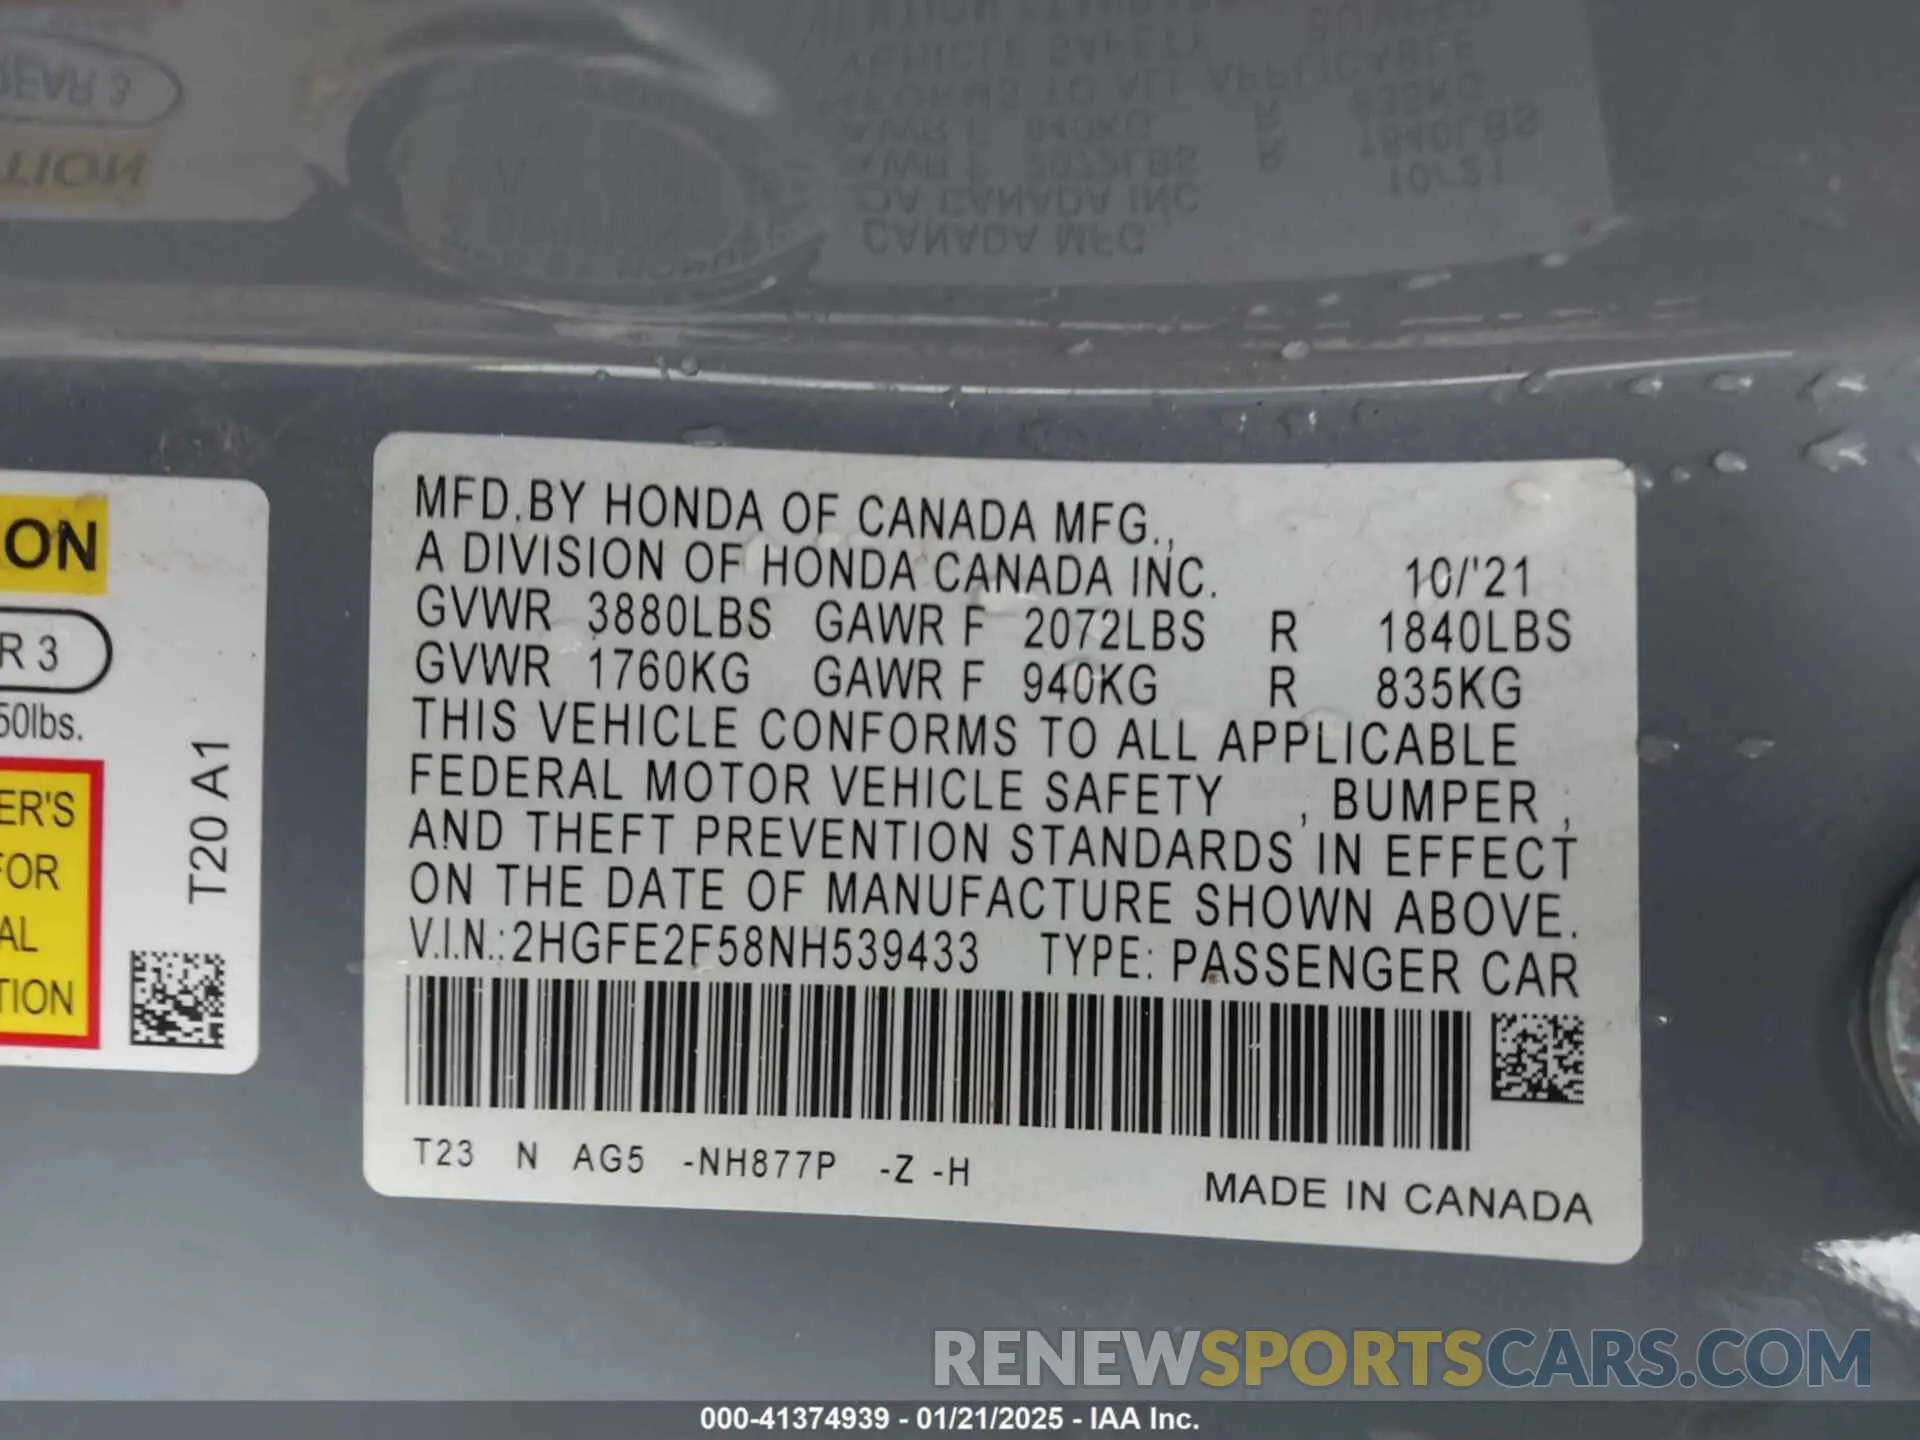 MFD.BY HONDA OF CANADA MFG.,
A DIVISION OF HONDA CANADA INC. 10/'21
GVWR 3880LBS GAWR F 2072LBS R 1840LBS
GVWR 1760KG GAWR F 940KG R 835KG
THIS VEHICLE CONFORMS TO ALL APPLICABLE
FEDERAL MOTOR VEHICLE SAFETY , BUMPER ,
AND THEFT PREVENTION STANDARDS IN EFFECT
ON THE DATE OF MANUFACTURE SHOWN ABOVE.
V.I.N.: 2HGFE2F58NH539433 TYPE: PASSENGER CAR
T23 N AG5 -NH877P -Z -H
MADE IN CANADA
ION
R 3
50lbs.
ER'S
FOR
AL
TION
T20 A1
RENEWSPORTSCARS.COM
000-41374939 - 01/21/2025 - IAA Inc.